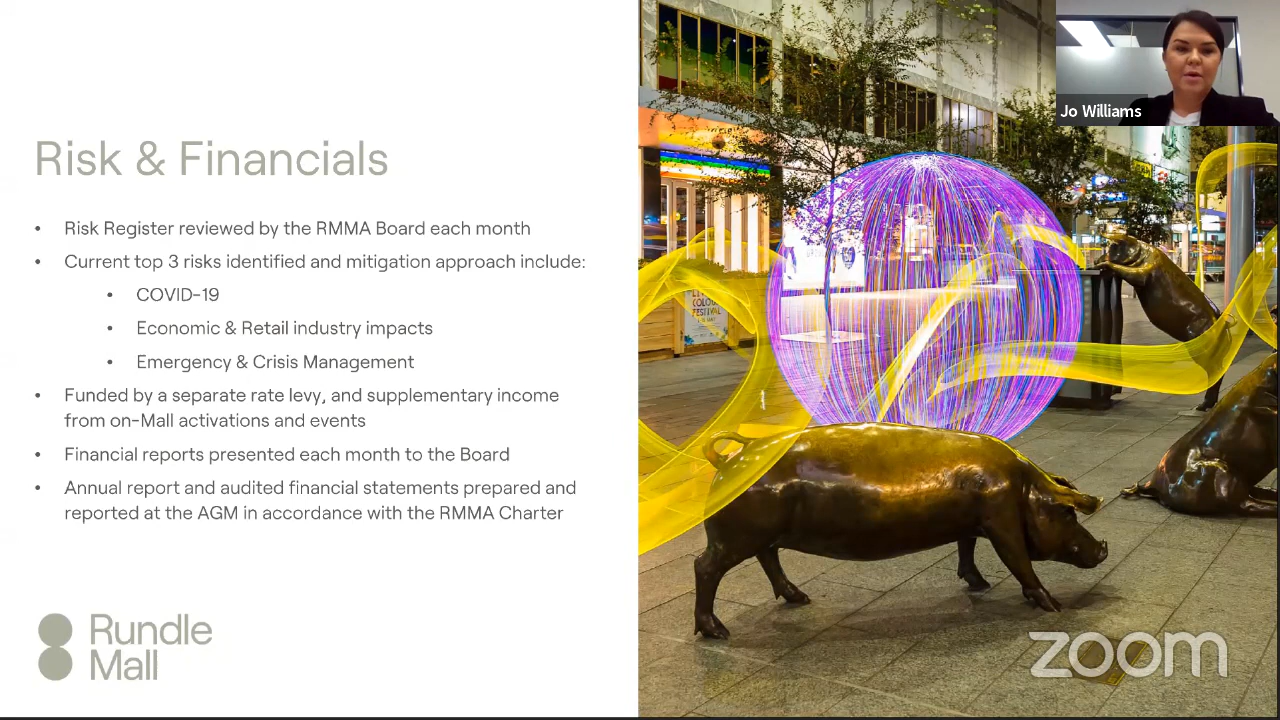 Jo Williams
Risk & Financials
• Risk Register reviewed by the RMMA Board each month
• Current top 3 risks identified and mitigation approach include:
• COVID-19
• Economic & Retail industry impacts
• Emergency & Crisis Management
• Funded by a separate rate levy, and supplementary income
from on-Mall activations and events
• Financial reports presented each month to the Board
• Annual report and audited financial statements prepared and
reported at the AGM in accordance with the RMMA Charter
Rundle
Mall
zoom